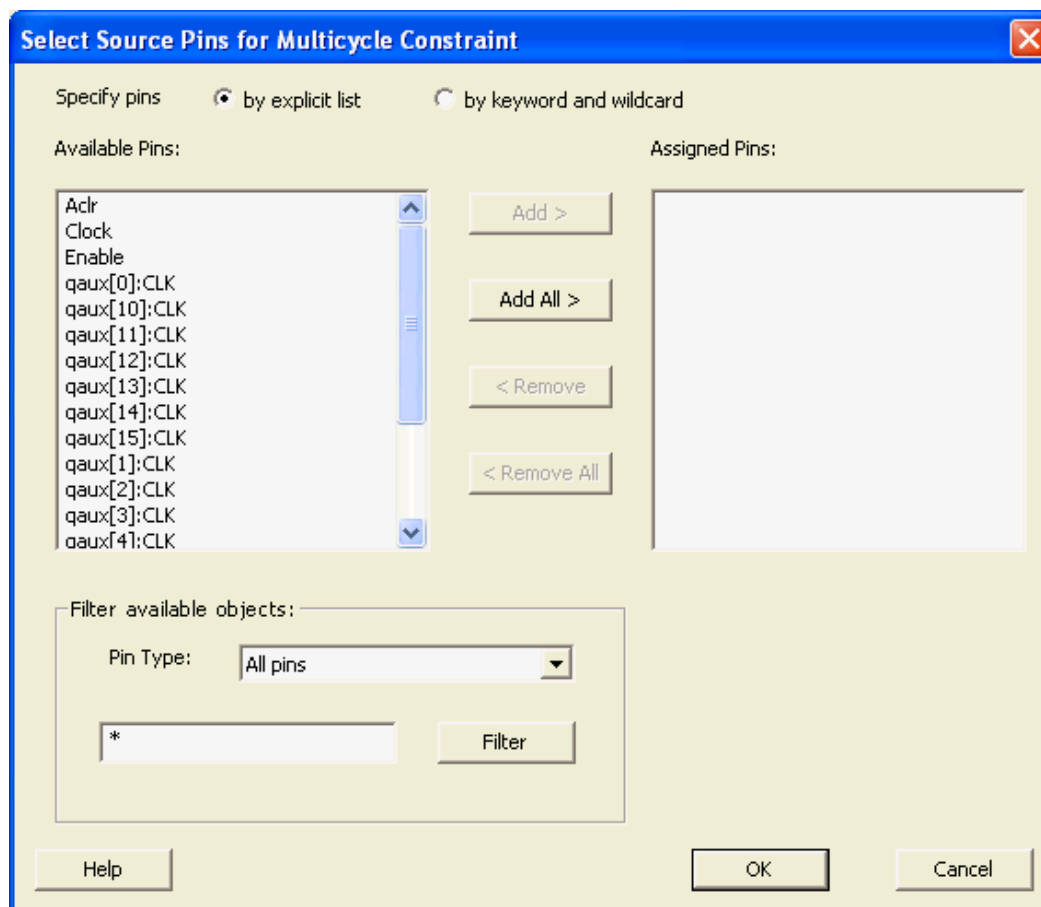 Select Source Pins for Multicycle Constraint
Specify pins by explicit list by keyword and wildcard
Available Pins: Assigned Pins:
Aclr
Clock
Enable
qaux[0]:CLK
qaux[10]:CLK
qaux[11]:CLK
qaux[12]:CLK
qaux[13]:CLK
qaux[14]:CLK
qaux[15]:CLK
qaux[1]:CLK
qaux[2]:CLK
qaux[3]:CLK
qaux[4]:CLK
Add >
Add All >
< Remove
< Remove All
Filter available objects:
Pin Type: All pins
* Filter
Help OK Cancel